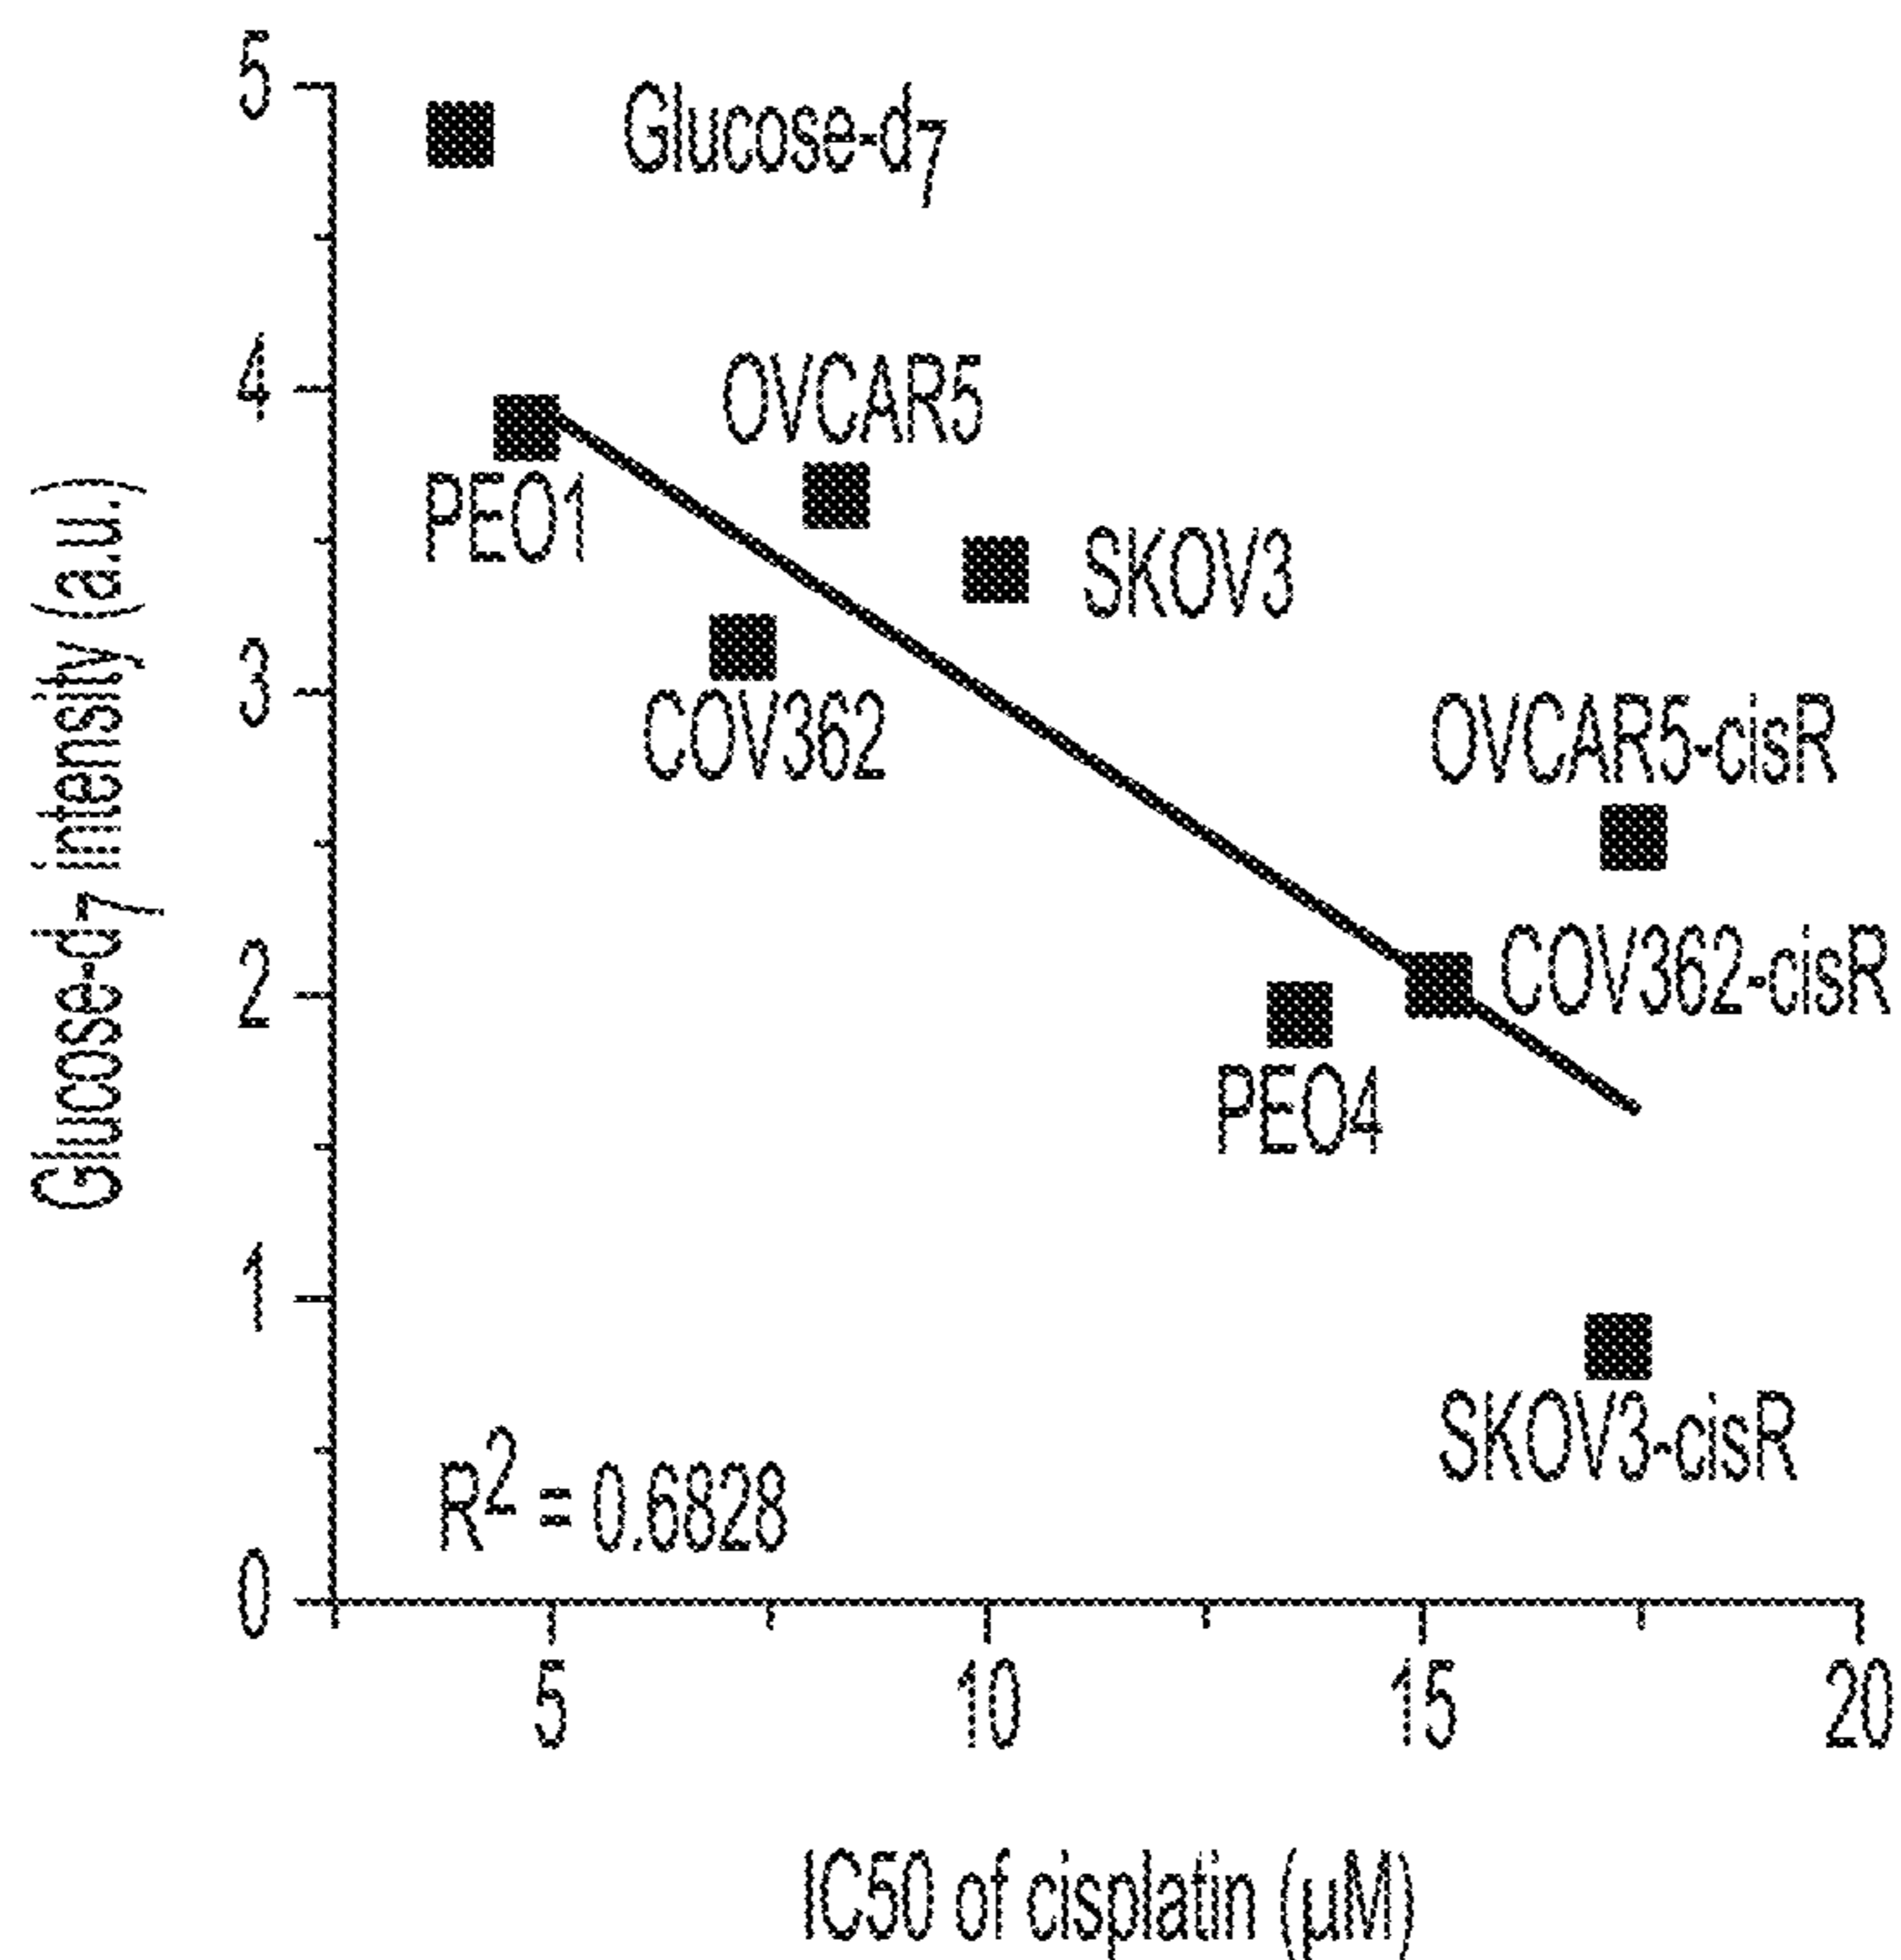 5
Glucose-d7
4
OVCAR5
PEO1
SKOV3
3
COV362
OVCAR5-cisR
2
COV362-cisR
PEO4
1
SKOV3-cisR
R2 = 0.6828
0
5 10 15 20
Glucose-d7 intensity (a.u.)
IC50 of cisplatin (µM)